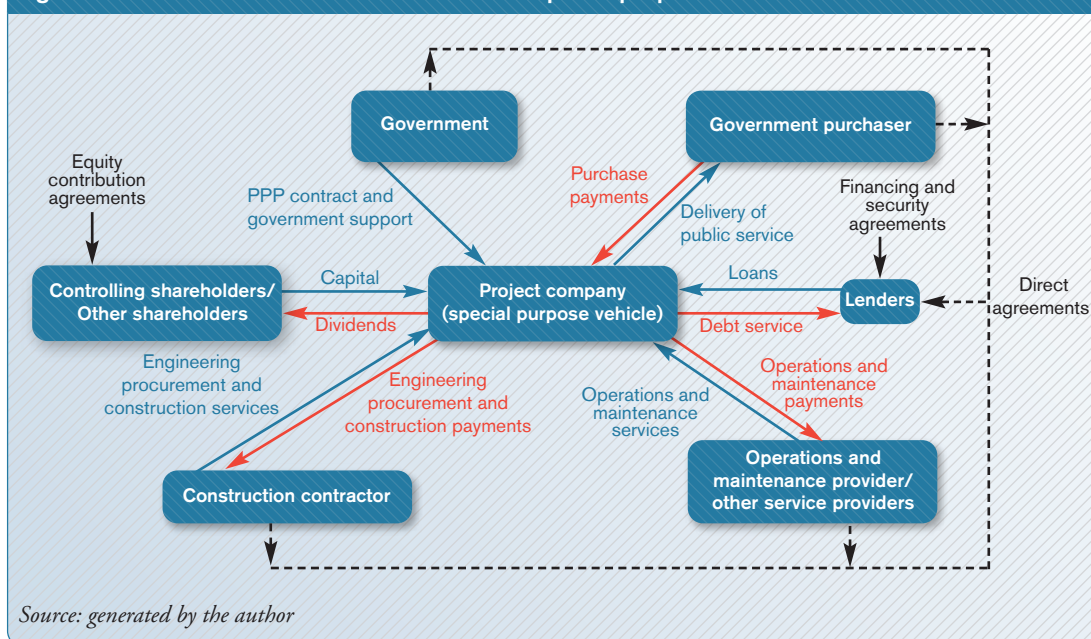 Government
Government purchaser
Equity
contribution
agreements
PPP contract and
government support
Purchase
payments
Delivery of
public service
Financing and
security
agreements
Controlling shareholders/
Other shareholders
Capital
Dividends
Project company
(special purpose vehicle)
Loans
Debt service
Lenders
Direct
agreements
Engineering
procurement and
construction services
Engineering
procurement and
construction payments
Operations and
maintenance
services
Operations and
maintenance
payments
Construction contractor
Operations and
maintenance provider/
other service providers
Source: generated by the author